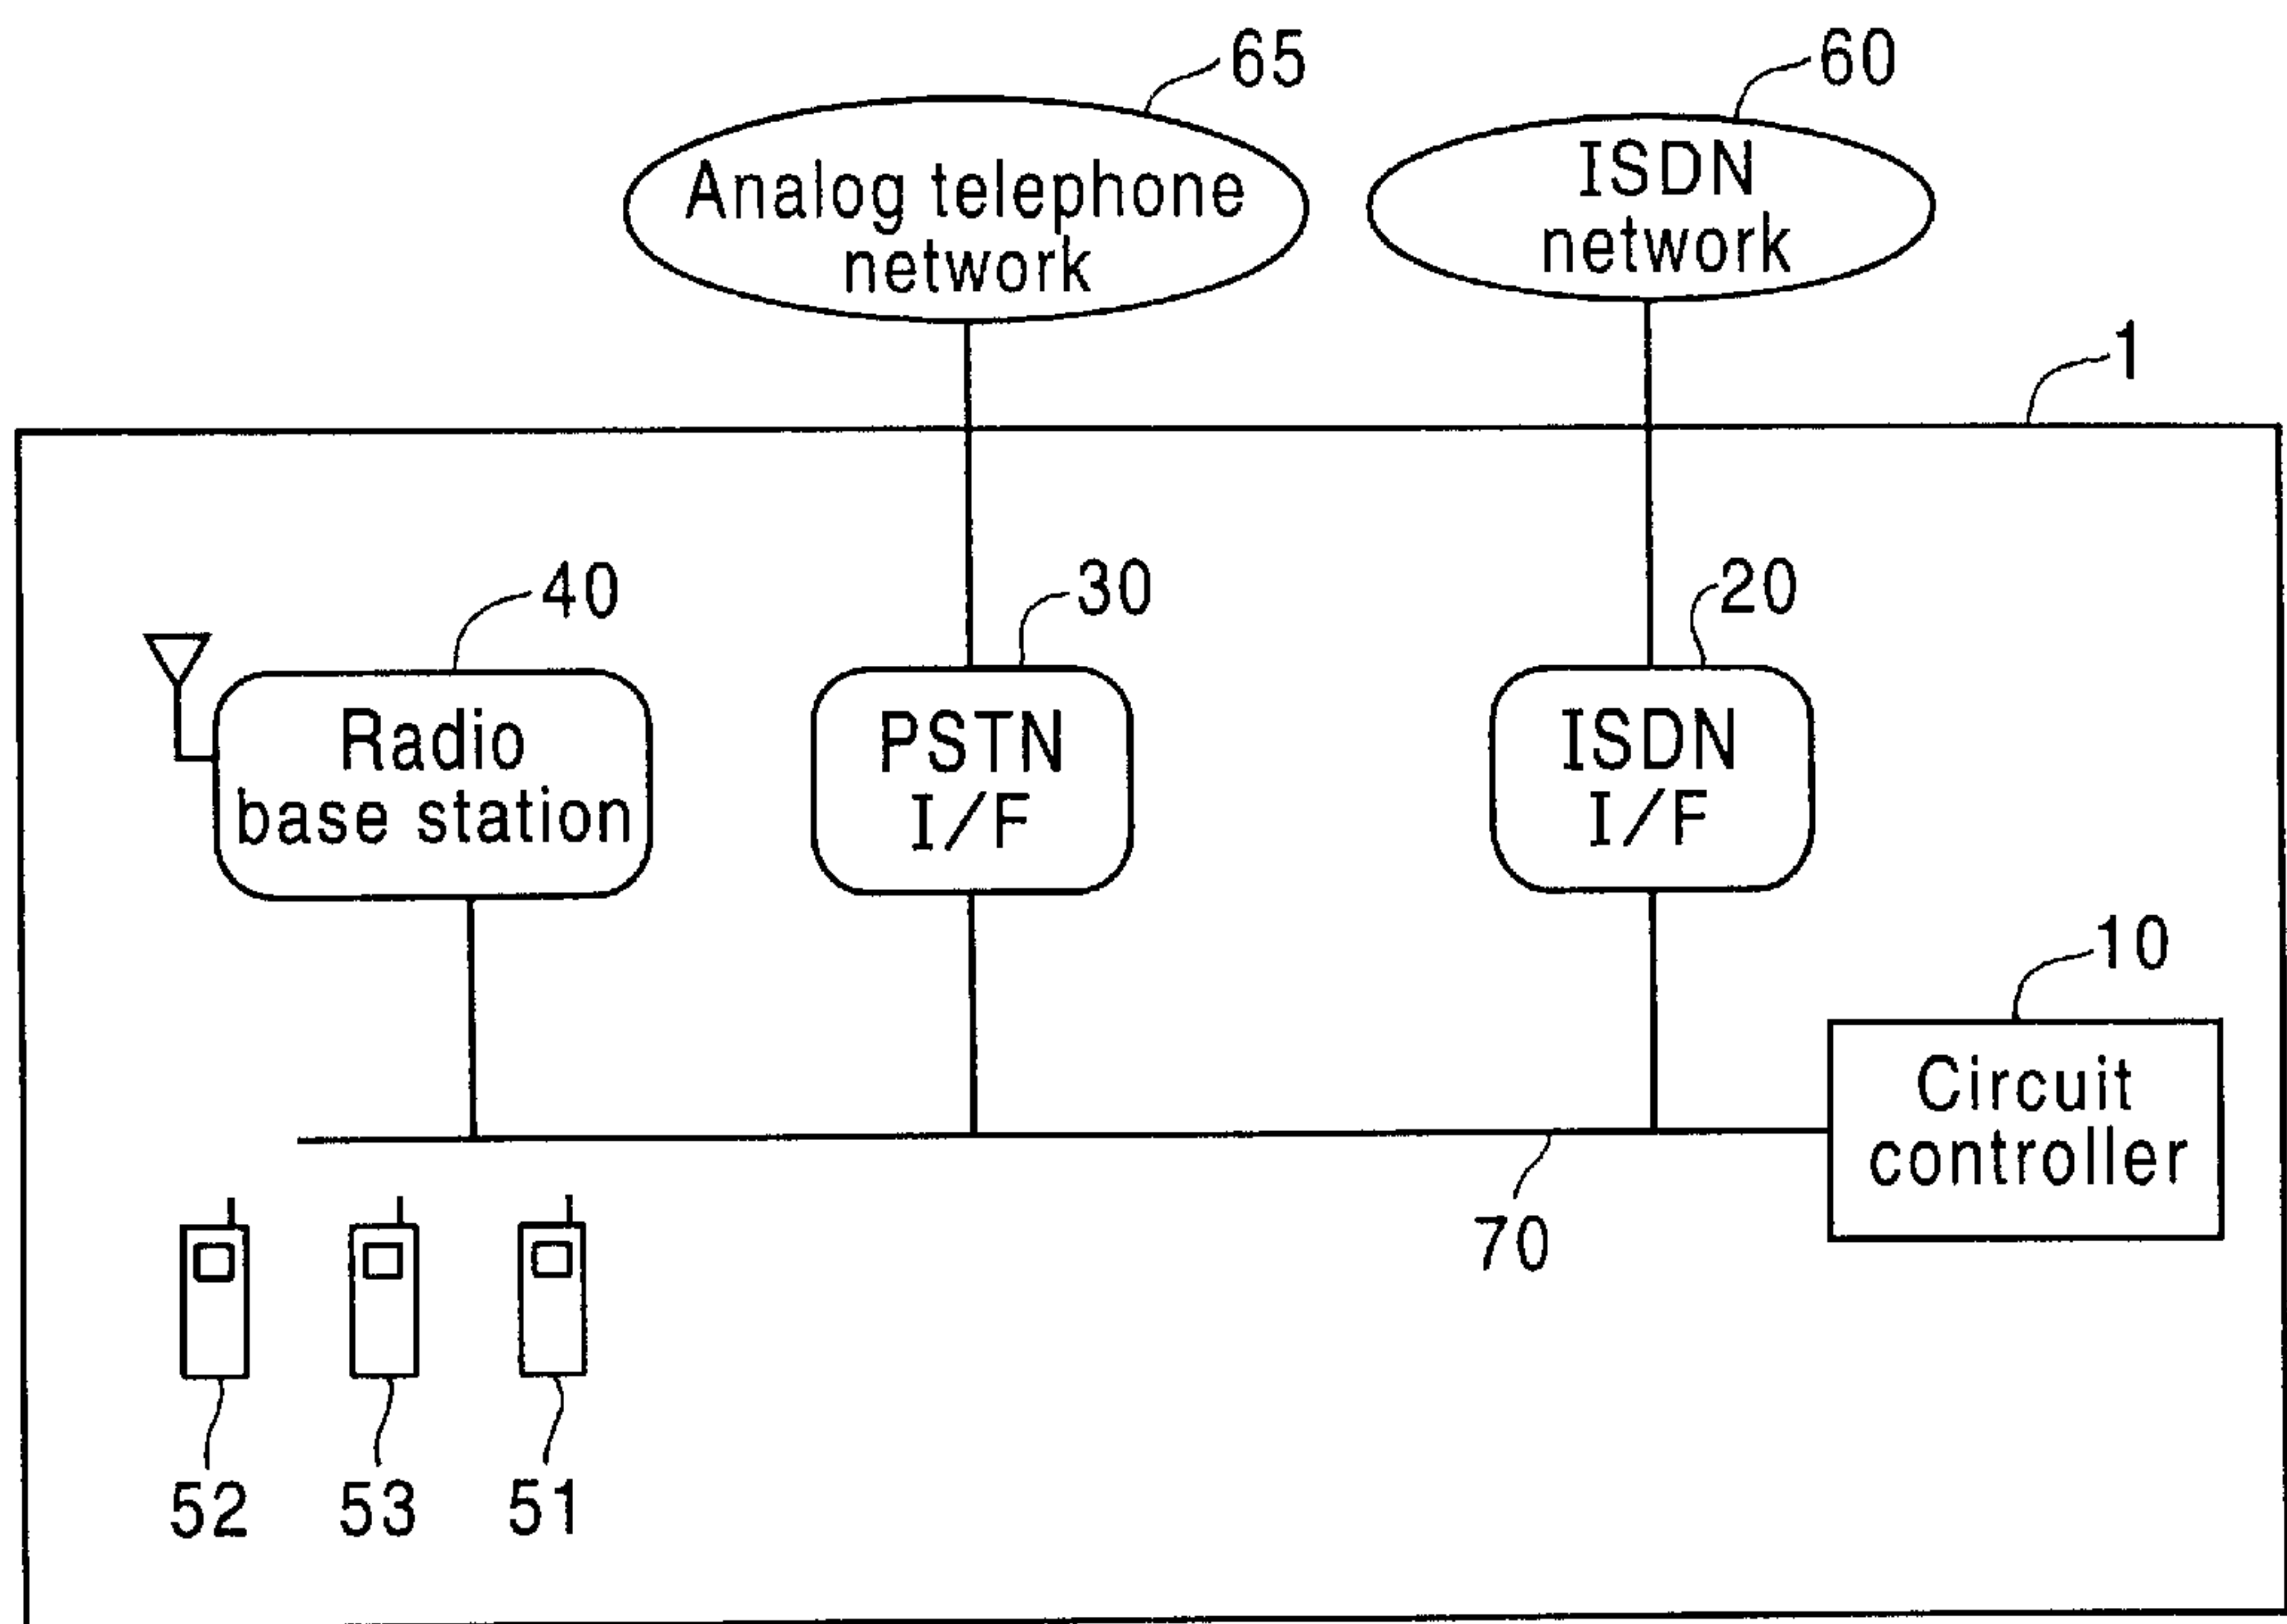 65
60
Analog telephone
network
ISDN
network
1
40
30
20
Radio
base station
PSTN
I/F
ISDN
I/F
10
Circuit
controller
70
52
53
51